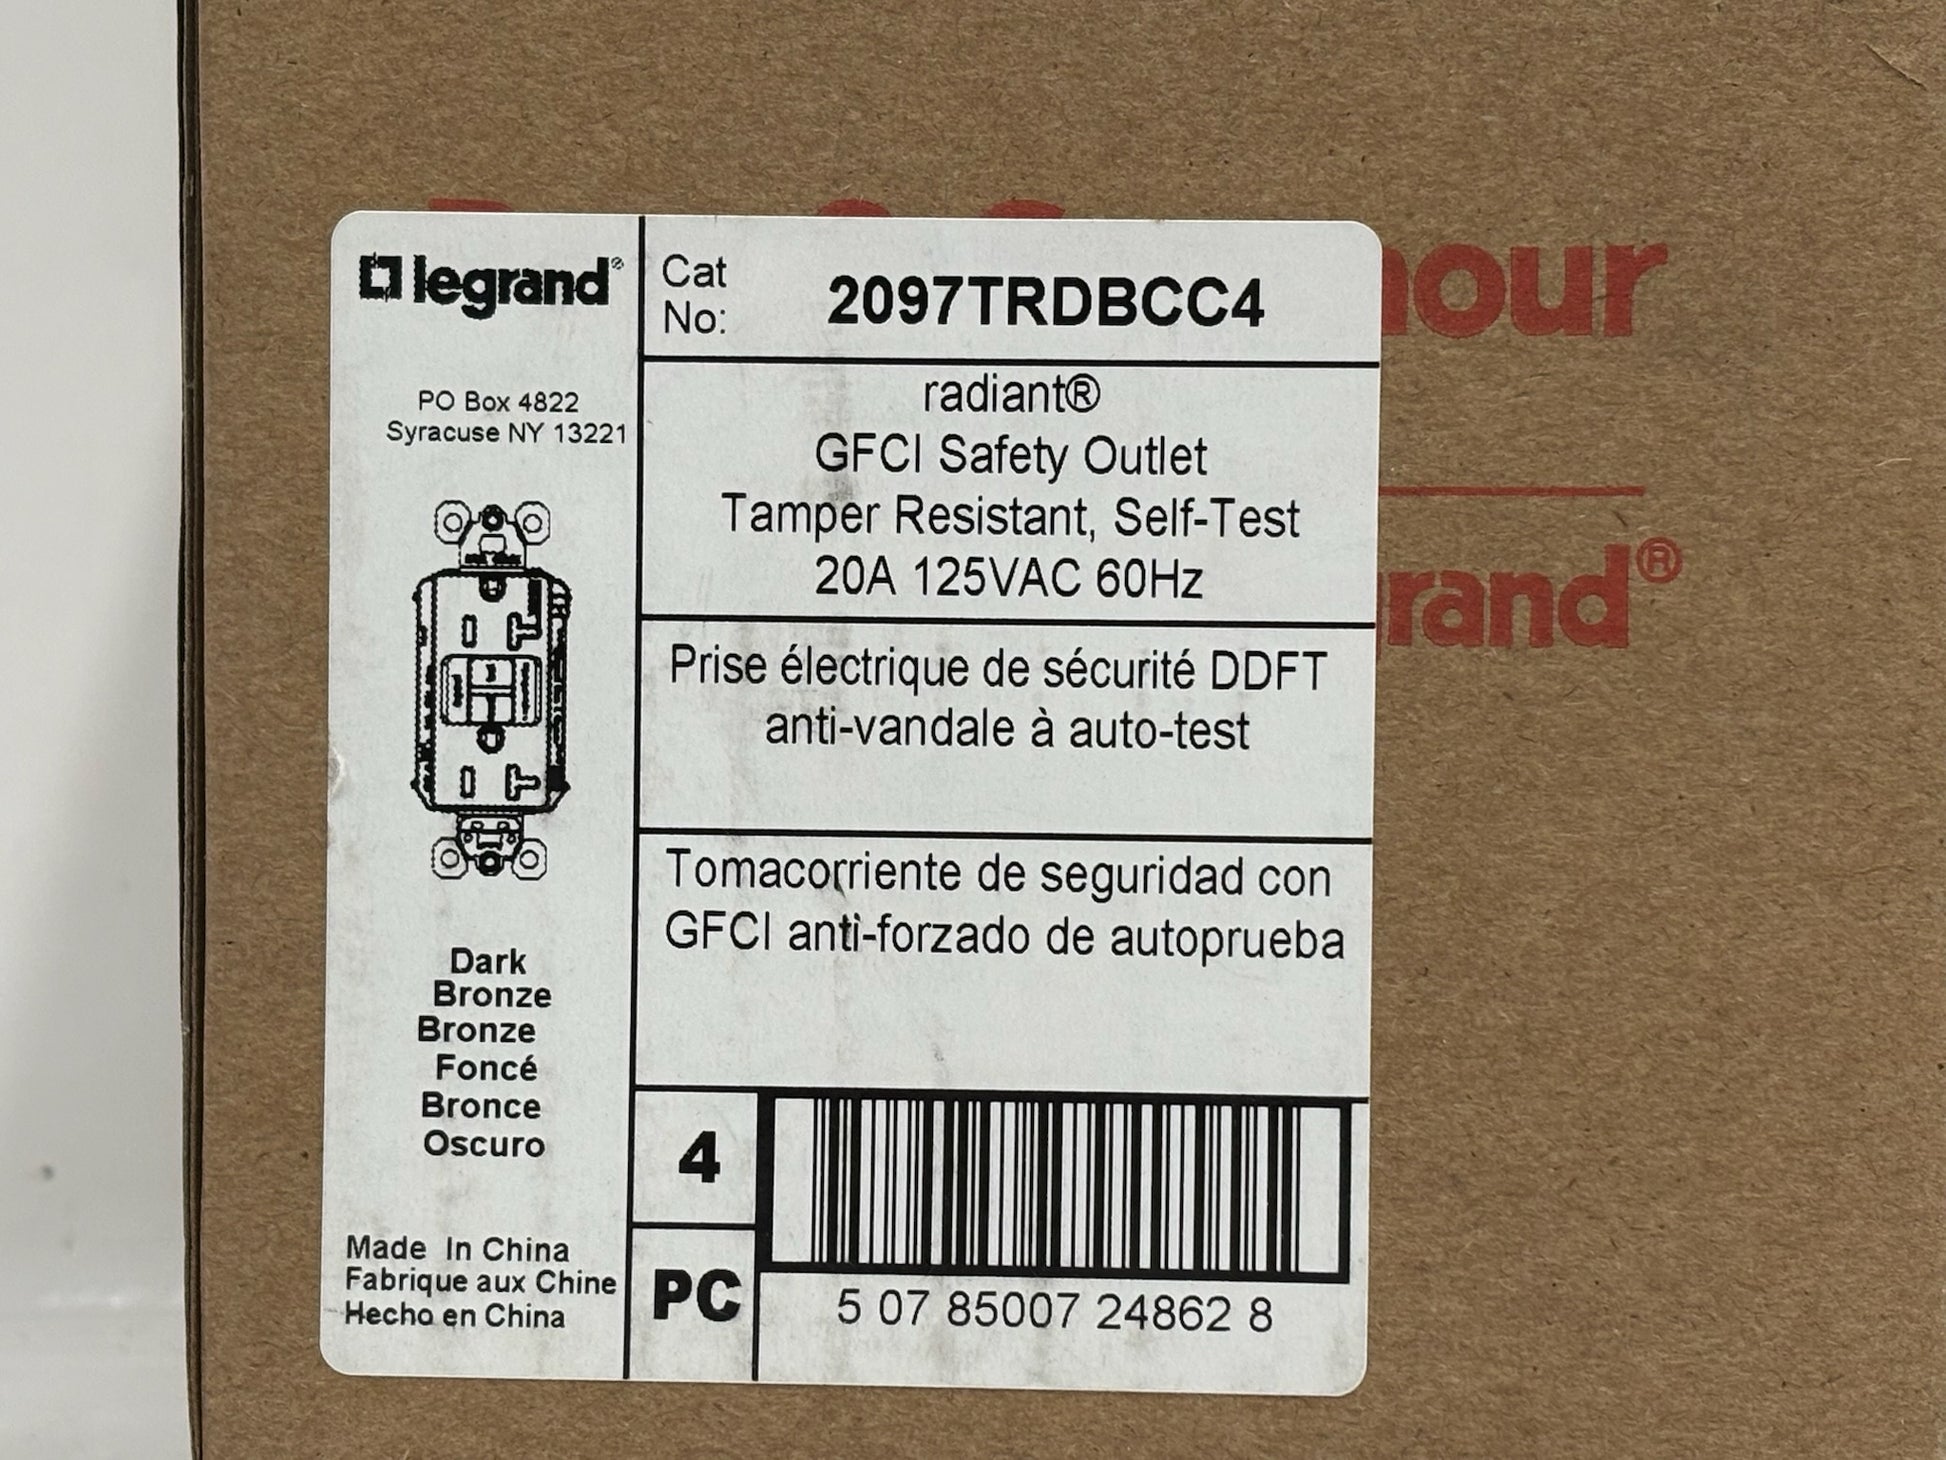 legrand®
PO Box 4822
Syracuse NY 13221
Dark
Bronze
Bronze
Foncé
Bronce
Oscuro
Made In China
Fabrique aux Chine
Hecho en China
Cat
No:
2097TRDBCC4
radiant®
GFCI Safety Outlet
Tamper Resistant, Self-Test
20A 125VAC 60Hz
Prise électrique de sécurité DDFT
anti-vandale à auto-test
Tomacorriente de seguridad con
GFCI anti-forzado de autoprueba
4
PC
5 07 85007 24862 8
our
rand®